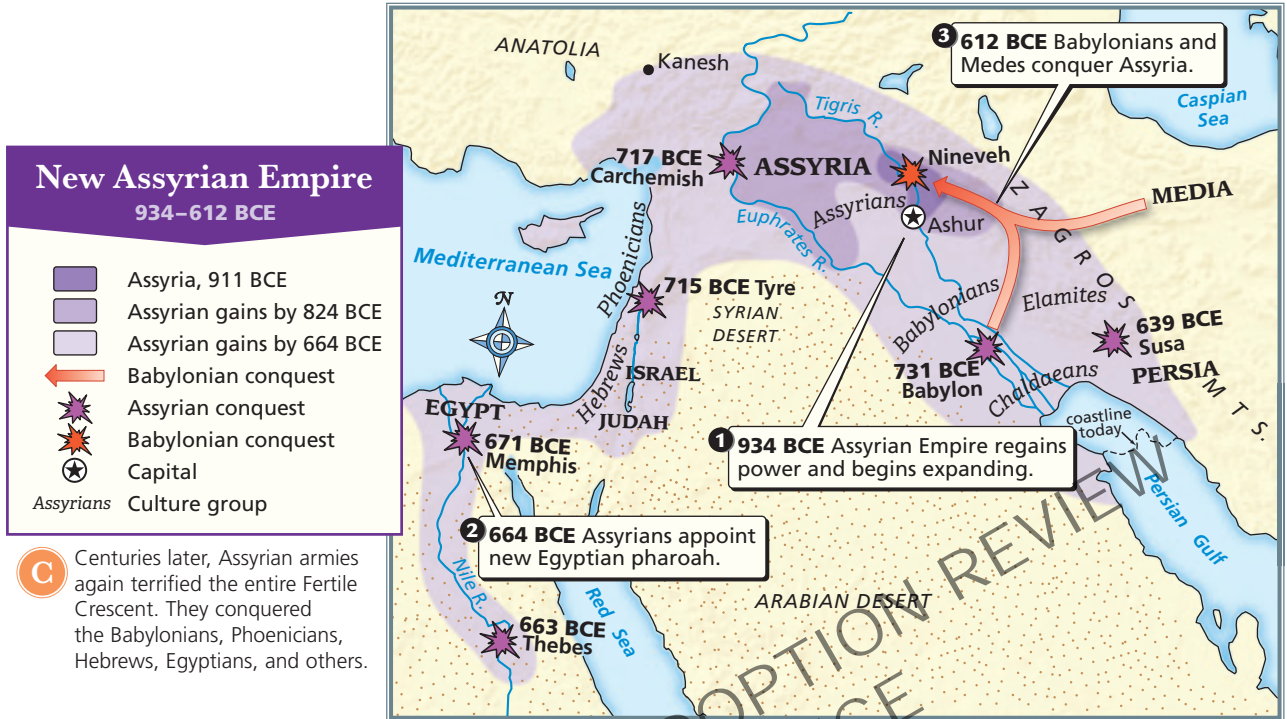 New Assyrian Empire
934–612 BCE
Assyria, 911 BCE
Assyrian gains by 824 BCE
Assyrian gains by 664 BCE
Babylonian conquest
Assyrian conquest
Babylonian conquest
Capital
Assyrians Culture group
C
Centuries later, Assyrian armies
again terrified the entire Fertile
Crescent. They conquered
the Babylonians, Phoenicians,
Hebrews, Egyptians, and others.
ANATOLIA
Kanesh
3 612 BCE Babylonians and
Medes conquer Assyria.
Caspian
Sea
Tigris R.
717 BCE
Carchemish
ASSYRIA
Nineveh
MEDIA
Assyrians
Ashur
Euphrates R.
ZAGROS MTS.
Mediterranean Sea
Phoenicians
N
715 BCE Tyre
SYRIAN
DESERT
Babylonians
Elamites
639 BCE
Susa
PERSIA
731 BCE
Babylon
Chaldaeans
Hebrews
ISRAEL
JUDAH
EGYPT
671 BCE
Memphis
coastline
today
1 934 BCE Assyrian Empire regains
power and begins expanding.
Persian Gulf
2 664 BCE Assyrians appoint
new Egyptian pharoah.
Nile R.
Red Sea
ARABIAN DESERT
663 BCE
Thebes
OPTION REVIEW
CE